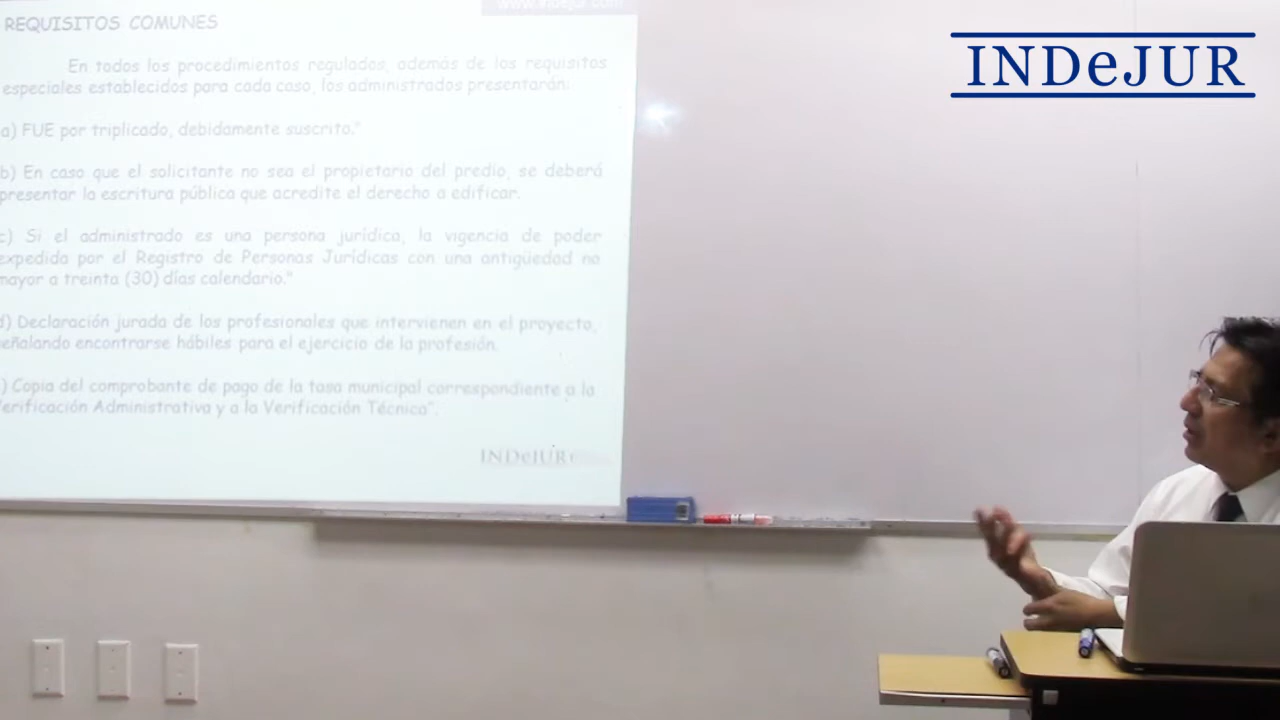 www.indejur.com
REQUISITOS COMUNES
INDeJUR
En todos los procedimientos regulados, además de los requisitos
especiales establecidos para cada caso, los administrados presentarán:
a) FUE por triplicado, debidamente suscrito."
b) En caso que el solicitante no sea el propietario del predio, se deberá
presentar la escritura pública que acredite el derecho a edificar.
c) Si el administrado es una persona jurídica, la vigencia de poder
expedida por el Registro de Personas Jurídicas con una antigüedad no
mayor a treinta (30) días calendario."
d) Declaración jurada de los profesionales que intervienen en el proyecto,
señalando encontrarse hábiles para el ejercicio de la profesión.
) Copia del comprobante de pago de la tasa municipal correspondiente a la
Verificación Administrativa y a la Verificación Técnica".
INDeJUR